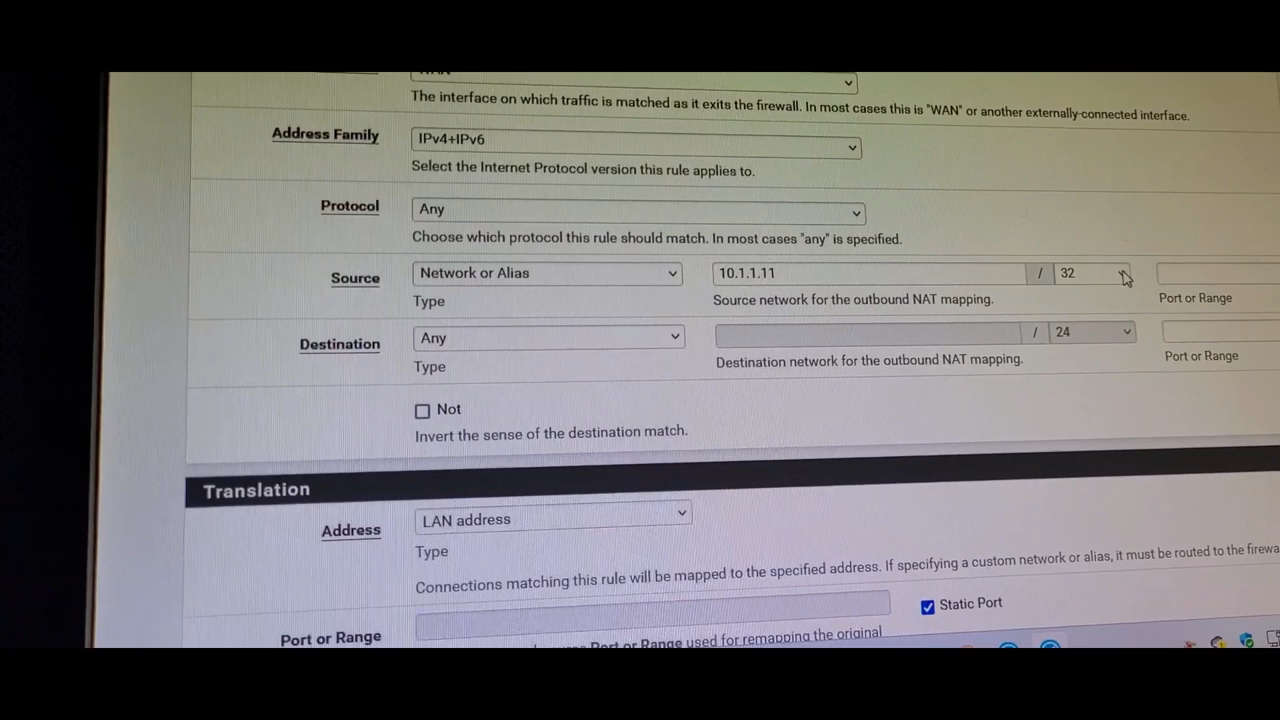 The interface on which traffic is matched as it exits the firewall. In most cases this is "WAN" or another externally-connected interface.
Address Family IPv4+IPv6
Select the Internet Protocol version this rule applies to.
Protocol Any
Choose which protocol this rule should match. In most cases "any" is specified.
Source Network or Alias 10.1.1.11 / 32
Type Source network for the outbound NAT mapping. Port or Range
Destination Any / 24
Type Destination network for the outbound NAT mapping. Port or Range
Not
Invert the sense of the destination match.
Translation
Address LAN address
Type
Connections matching this rule will be mapped to the specified address. If specifying a custom network or alias, it must be routed to the firewa
Static Port
Port or Range
Port or Range used for remapping the original